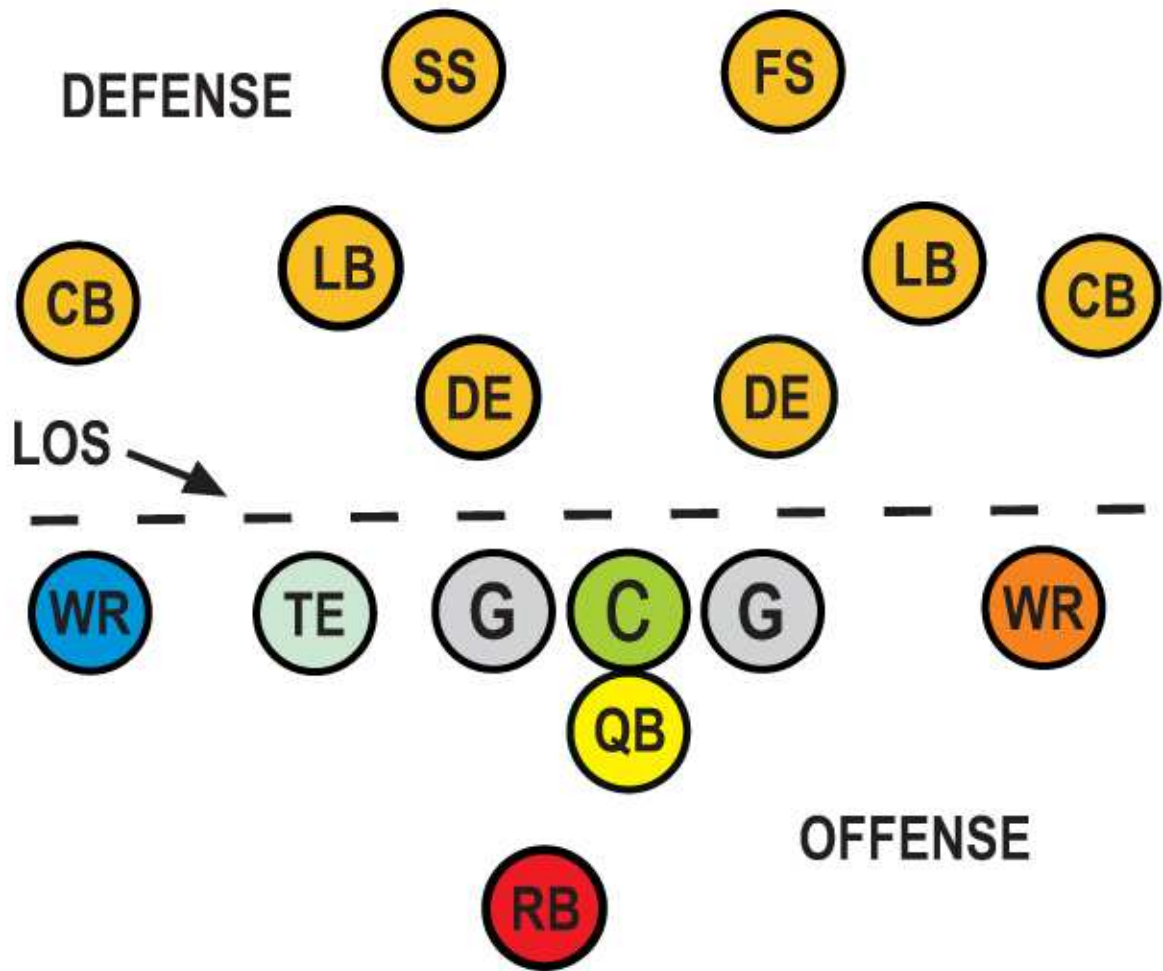 SS FS
DEFENSE
LB LB
CB CB
DE DE
LOS
WR TE G C G WR
QB
OFFENSE
RB